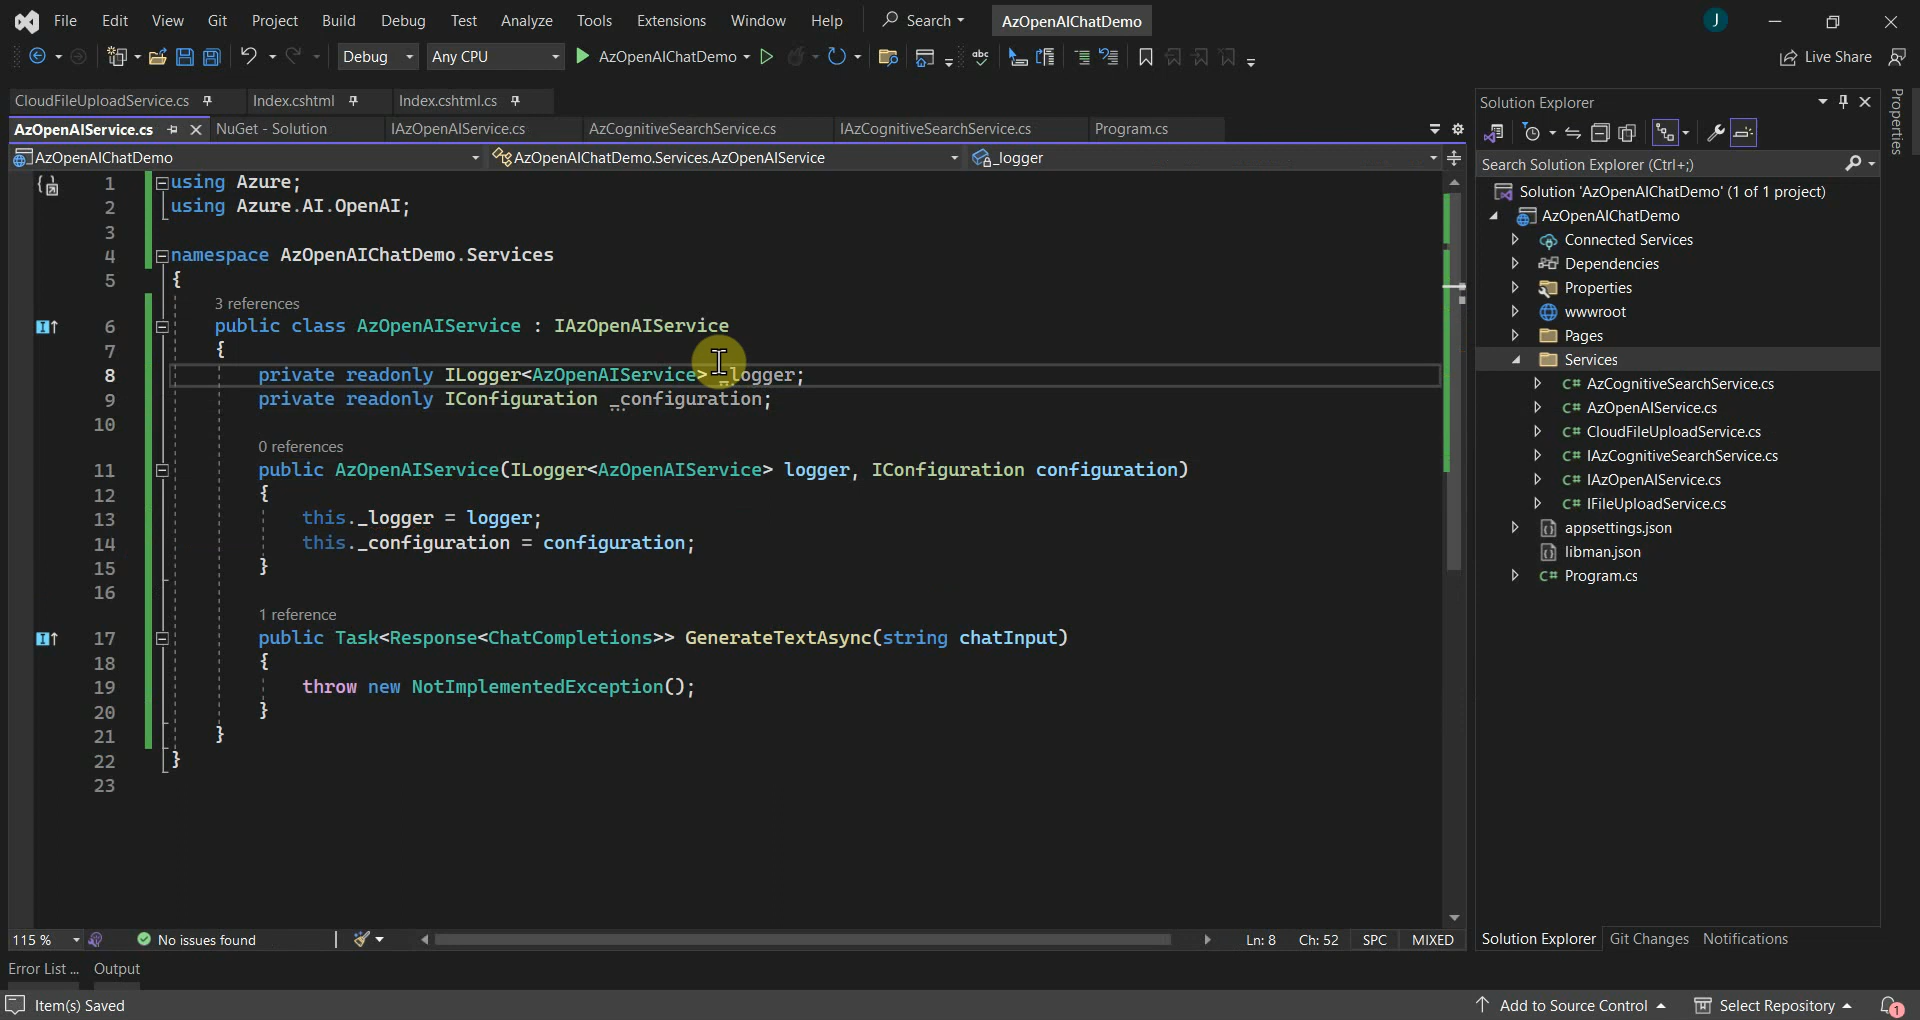 File Edit View Git Project Build Debug Test Analyze Tools Extensions Window Help Search AzOpenAIChatDemo J
Debug Any CPU AzOpenAIChatDemo abc Live Share
CloudFileUploadService.cs Index.cshtml Index.cshtml.cs
AzOpenAIService.cs NuGet - Solution IAzOpenAIService.cs AzCognitiveSearchService.cs IAzCognitiveSearchService.cs Program.cs
AzOpenAIChatDemo AzOpenAIChatDemo.Services.AzOpenAIService _logger
1 using Azure;
2 using Azure.AI.OpenAI;
3
4 namespace AzOpenAIChatDemo.Services
5 {
3 references
6 public class AzOpenAIService : IAzOpenAIService
7 {
8 private readonly ILogger<AzOpenAIService> _logger;
9 private readonly IConfiguration _configuration;
10
0 references
11 public AzOpenAIService(ILogger<AzOpenAIService> logger, IConfiguration configuration)
12 {
13 this._logger = logger;
14 this._configuration = configuration;
15 }
16
1 reference
17 public Task<Response<ChatCompletions>> GenerateTextAsync(string chatInput)
18 {
19 throw new NotImplementedException();
20 }
21 }
22 }
23
115 % No issues found Ln: 8 Ch: 52 SPC MIXED
Error List ... Output
Item(s) Saved
Solution Explorer
Search Solution Explorer (Ctrl+;)
Solution 'AzOpenAIChatDemo' (1 of 1 project)
AzOpenAIChatDemo
Connected Services
Dependencies
Properties
wwwroot
Pages
Services
C# AzCognitiveSearchService.cs
C# AzOpenAIService.cs
C# CloudFileUploadService.cs
C# IAzCognitiveSearchService.cs
C# IAzOpenAIService.cs
C# IFileUploadService.cs
appsettings.json
libman.json
C# Program.cs
Solution Explorer Git Changes Notifications
Properties
Add to Source Control Select Repository 1